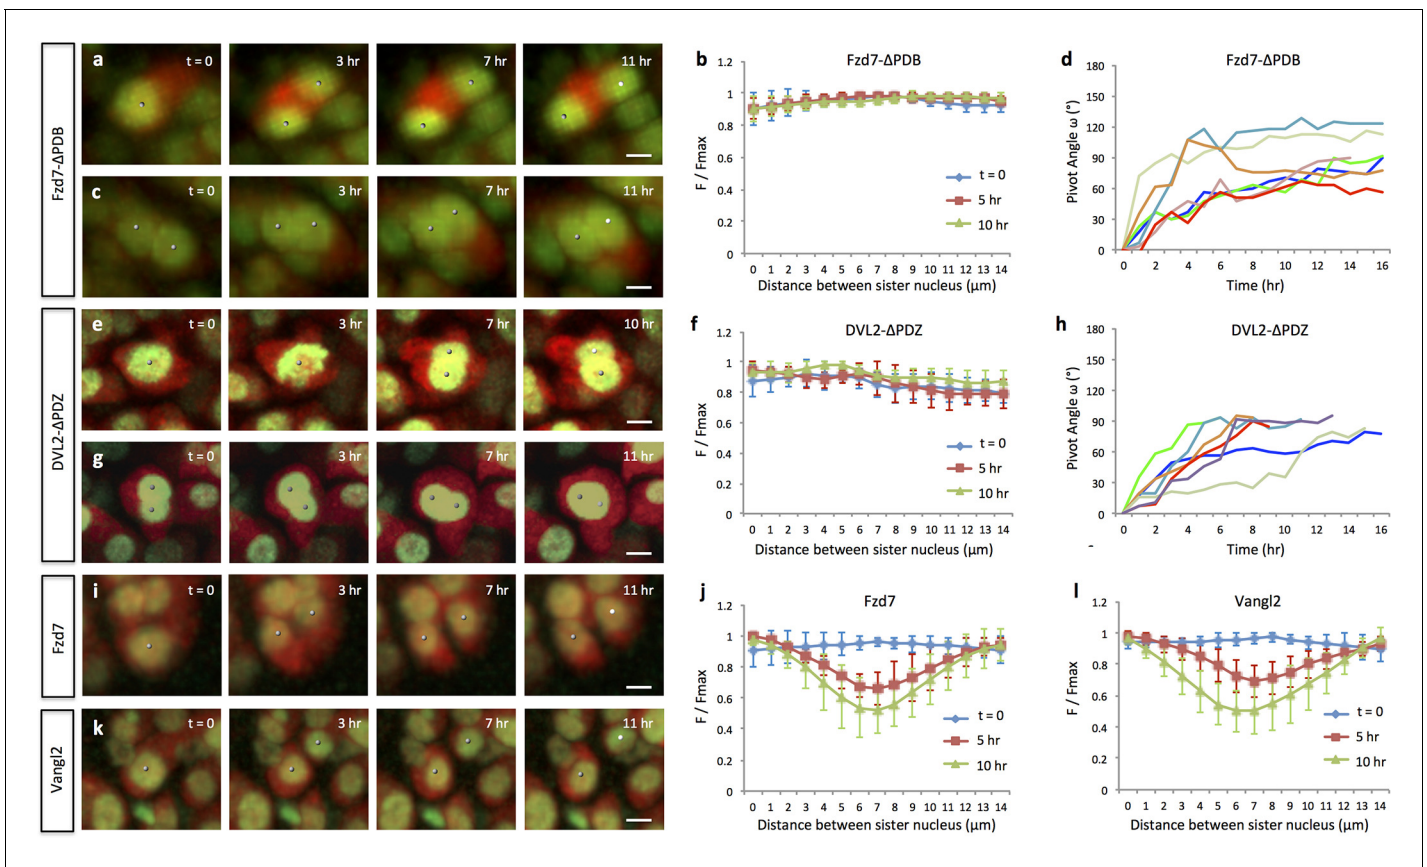 Fzd7-ΔPDB
a
t = 0
3 hr
7 hr
11 hr
c
t = 0
3 hr
7 hr
11 hr
b
Fzd7-ΔPDB
1.2
1
0.8
0.6
0.4
0.2
0
F / Fmax
t = 0
5 hr
10 hr
0 1 2 3 4 5 6 7 8 9 10 11 12 13 14
Distance between sister nucleus (μm)
d
Fzd7-ΔPDB
180
150
120
90
60
30
0
Pivot Angle ω (°)
0 2 4 6 8 10 12 14 16
Time (hr)
DVL2-ΔPDZ
e
t = 0
3 hr
7 hr
10 hr
g
t = 0
3 hr
7 hr
11 hr
f
DVL2-ΔPDZ
1.2
1
0.8
0.6
0.4
0.2
0
F / Fmax
t = 0
5 hr
10 hr
0 1 2 3 4 5 6 7 8 9 10 11 12 13 14
Distance between sister nucleus (μm)
h
DVL2-ΔPDZ
180
150
120
90
60
30
0
Pivot Angle ω (°)
0 2 4 6 8 10 12 14 16
Time (hr)
Fzd7
i
t = 0
3 hr
7 hr
11 hr
Vangl2
k
t = 0
3 hr
7 hr
11 hr
j
Fzd7
1.2
1
0.8
0.6
0.4
0.2
0
F / Fmax
t = 0
5 hr
10 hr
0 1 2 3 4 5 6 7 8 9 10 11 12 13 14
Distance between sister nucleus (μm)
l
Vangl2
1.2
1
0.8
0.6
0.4
0.2
0
F / Fmax
t = 0
5 hr
10 hr
0 1 2 3 4 5 6 7 8 9 10 11 12 13 14
Distance between sister nucleus (μm)